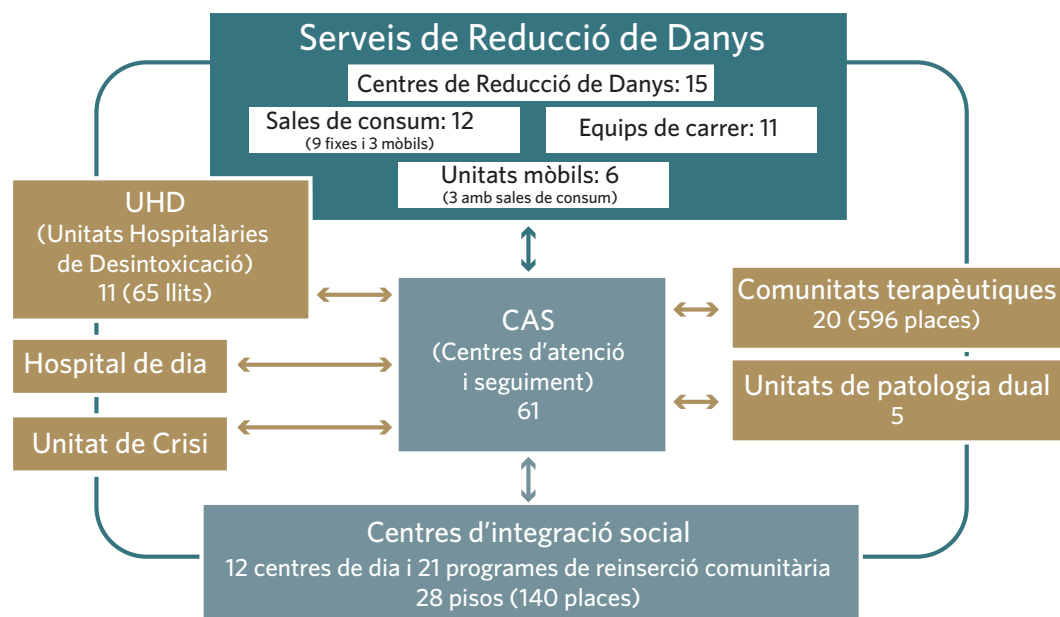 Serveis de Reducció de Danys
Centres de Reducció de Danys: 15
Sales de consum: 12
(9 fixes i 3 mòbils)
Equips de carrer: 11
Unitats mòbils: 6
(3 amb sales de consum)
UHD
(Unitats Hospitalàries
de Desintoxicació)
11 (65 llits)
Hospital de dia
Unitat de Crisi
CAS
(Centres d'atenció
i seguiment)
61
Comunitats terapèutiques
20 (596 places)
Unitats de patologia dual
5
Centres d'integració social
12 centres de dia i 21 programes de reinserció comunitària
28 pisos (140 places)